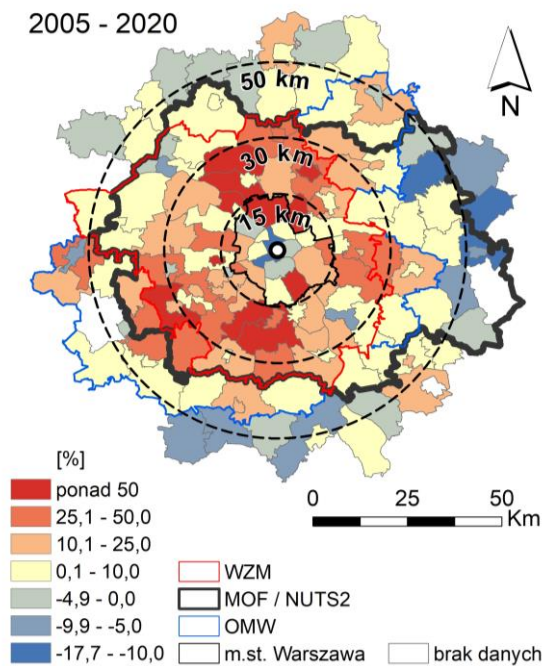 2005 - 2020
50 km
30 km
15 km
N
[%]
ponad 50
25,1 - 50,0
10,1 - 25,0
0,1 - 10,0
-4,9 - 0,0
-9,9 - -5,0
-17,7 - -10,0
0 25 50
Km
WZM
MOF / NUTS2
OMW
m.st. Warszawa
brak danych